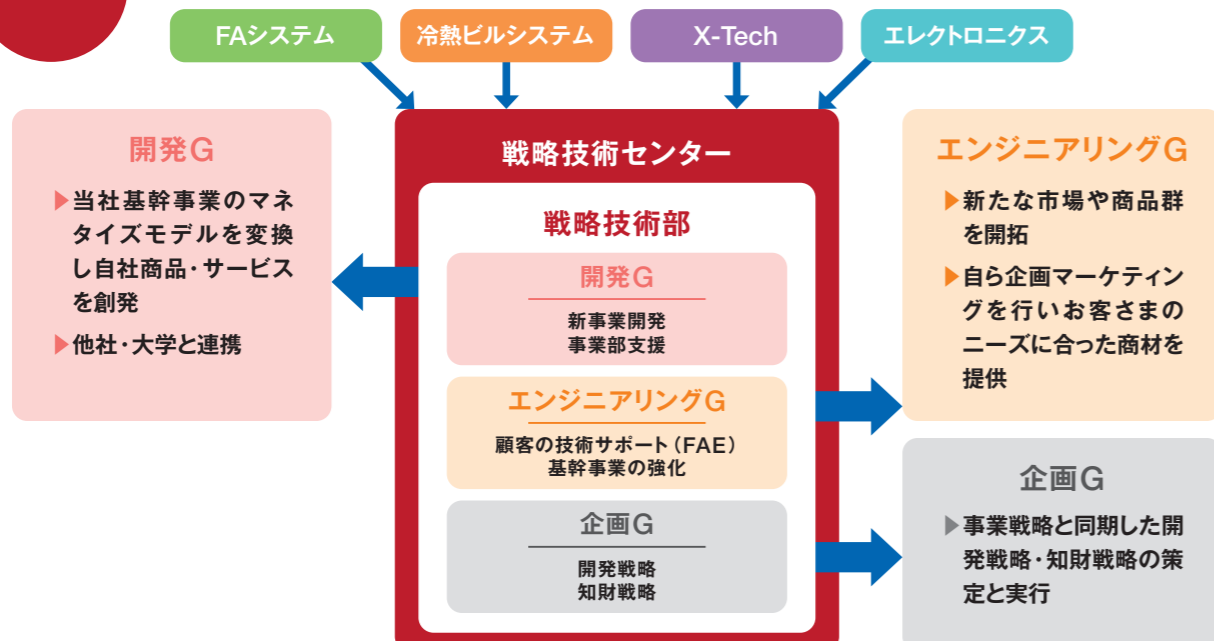 FAシステム
冷熱ビルシステム
X-Tech
エレクトロニクス
開発G
▶当社基幹事業のマネ
タイズモデルを変換
し自社商品・サービス
を創発
▶他社・大学と連携
戦略技術センター
戦略技術部
開発G
新事業開発
事業部支援
エンジニアリングG
顧客の技術サポート(FAE)
基幹事業の強化
企画G
開発戦略
知財戦略
エンジニアリングG
▶新たな市場や商品群
を開拓
▶自ら企画マーケティン
グを行いお客さまの
ニーズに合った商材を
提供
企画G
▶事業戦略と同期した開
発戦略・知財戦略の策
定と実行